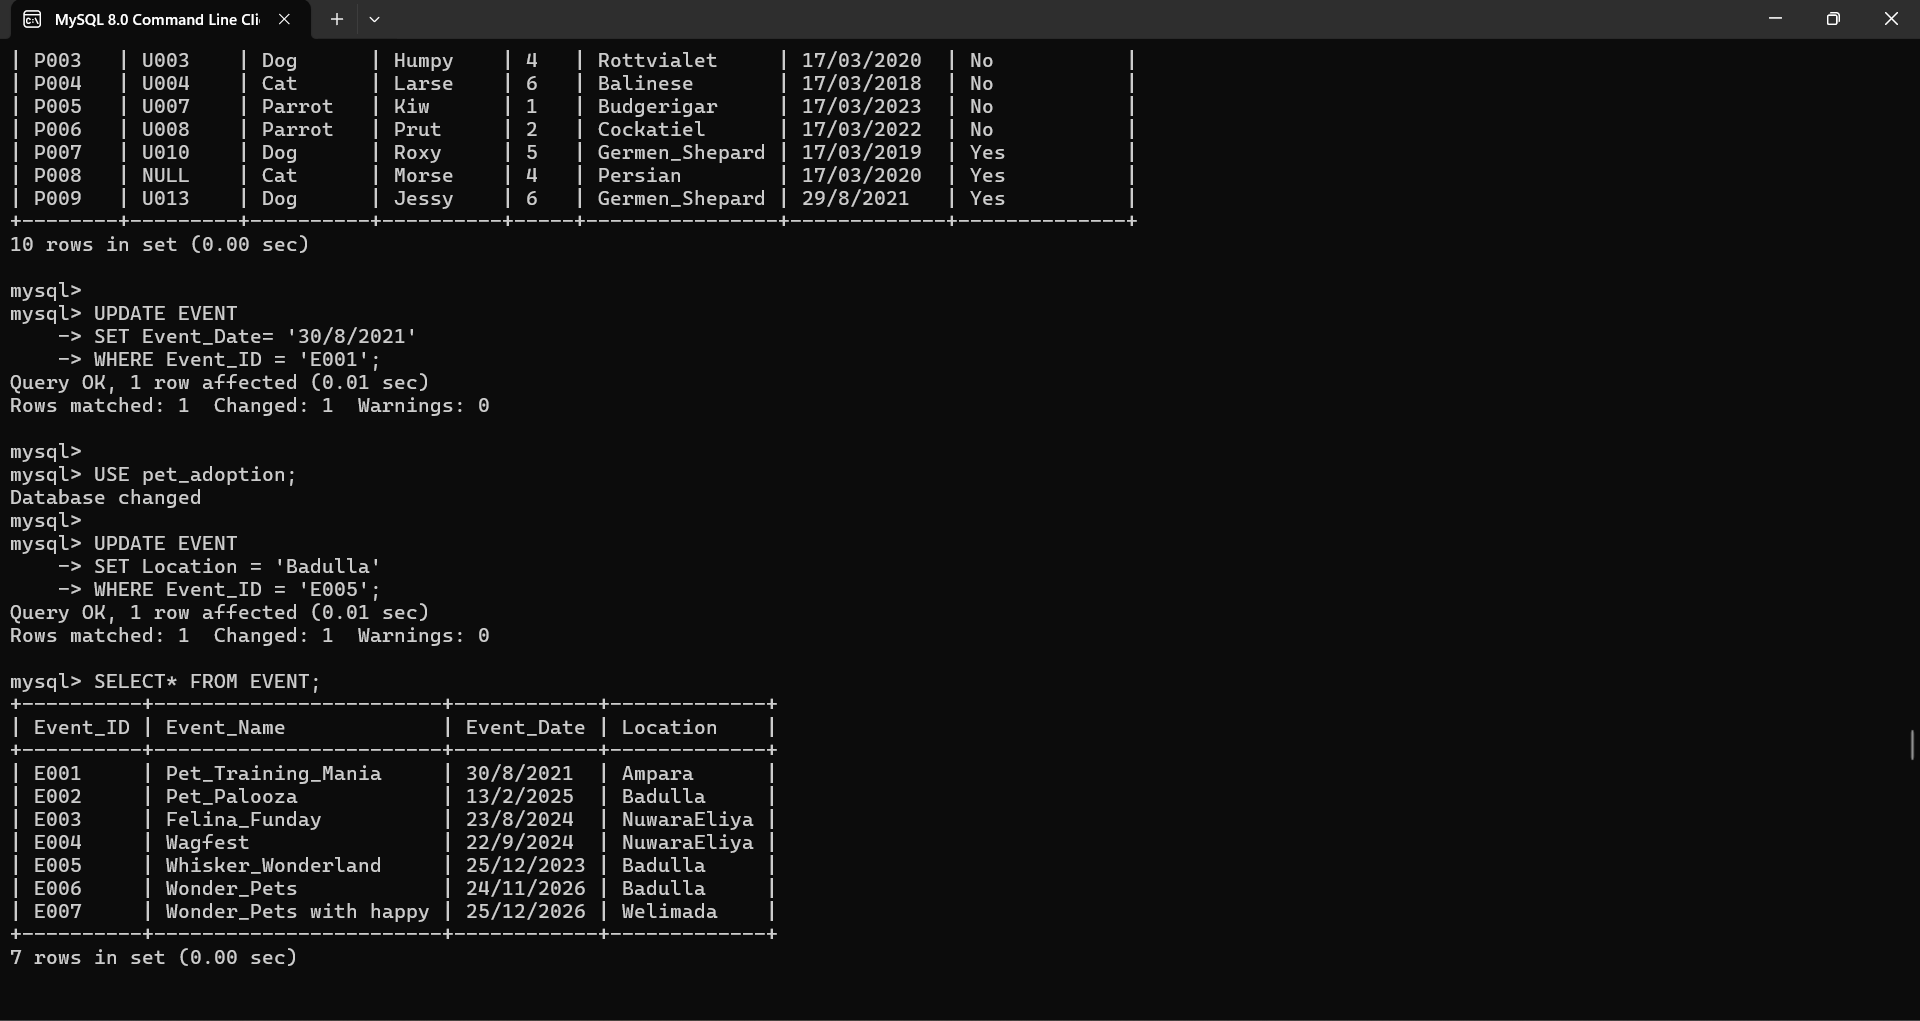 MySQL 8.0 Command Line Cli
| P003   | U003    | Dog      | Humpy    | 4   | Rottvialet     | 17/03/2020  | No           |
| P004   | U004    | Cat      | Larse    | 6   | Balinese       | 17/03/2018  | No           |
| P005   | U007    | Parrot   | Kiw      | 1   | Budgerigar     | 17/03/2023  | No           |
| P006   | U008    | Parrot   | Prut     | 2   | Cockatiel      | 17/03/2022  | No           |
| P007   | U010    | Dog      | Roxy     | 5   | Germen_Shepard | 17/03/2019  | Yes          |
| P008   | NULL    | Cat      | Morse    | 4   | Persian        | 17/03/2020  | Yes          |
| P009   | U013    | Dog      | Jessy    | 6   | Germen_Shepard | 29/8/2021   | Yes          |
+--------+---------+----------+----------+-----+----------------+-------------+--------------+
10 rows in set (0.00 sec)

mysql>
mysql> UPDATE EVENT
    -> SET Event_Date= '30/8/2021'
    -> WHERE Event_ID = 'E001';
Query OK, 1 row affected (0.01 sec)
Rows matched: 1  Changed: 1  Warnings: 0

mysql>
mysql> USE pet_adoption;
Database changed
mysql>
mysql> UPDATE EVENT
    -> SET Location = 'Badulla'
    -> WHERE Event_ID = 'E005';
Query OK, 1 row affected (0.01 sec)
Rows matched: 1  Changed: 1  Warnings: 0

mysql> SELECT* FROM EVENT;
+----------+------------------------+------------+-------------+
| Event_ID | Event_Name             | Event_Date | Location    |
+----------+------------------------+------------+-------------+
| E001     | Pet_Training_Mania     | 30/8/2021  | Ampara      |
| E002     | Pet_Palooza            | 13/2/2025  | Badulla     |
| E003     | Felina_Funday          | 23/8/2024  | NuwaraEliya |
| E004     | Wagfest                | 22/9/2024  | NuwaraEliya |
| E005     | Whisker_Wonderland     | 25/12/2023 | Badulla     |
| E006     | Wonder_Pets            | 24/11/2026 | Badulla     |
| E007     | Wonder_Pets with happy | 25/12/2026 | Welimada    |
+----------+------------------------+------------+-------------+
7 rows in set (0.00 sec)